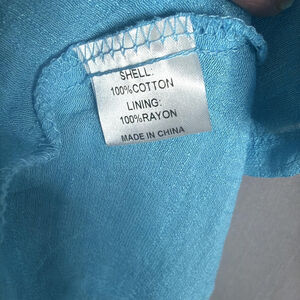 SHELL:
100%COTTON
LINING:
100%RAYON
MADE IN CHINA